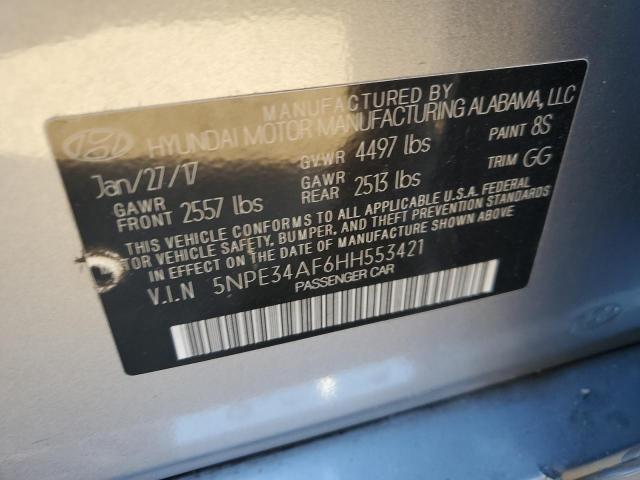 MANUFACTURED BY
HYUNDAI MOTOR MANUFACTURING ALABAMA, LLC
Jan/27/17
GVWR 4497 lbs
PAINT 8S
GAWR FRONT 2557 lbs
GAWR REAR 2513 lbs
TRIM GG
THIS VEHICLE CONFORMS TO ALL APPLICABLE U.S.A. FEDERAL
MOTOR VEHICLE SAFETY, BUMPER, AND THEFT PREVENTION STANDARDS
IN EFFECT ON THE DATE OF MANUFACTURE SHOWN ABOVE.
V.I.N 5NPE34AF6HH553421
PASSENGER CAR